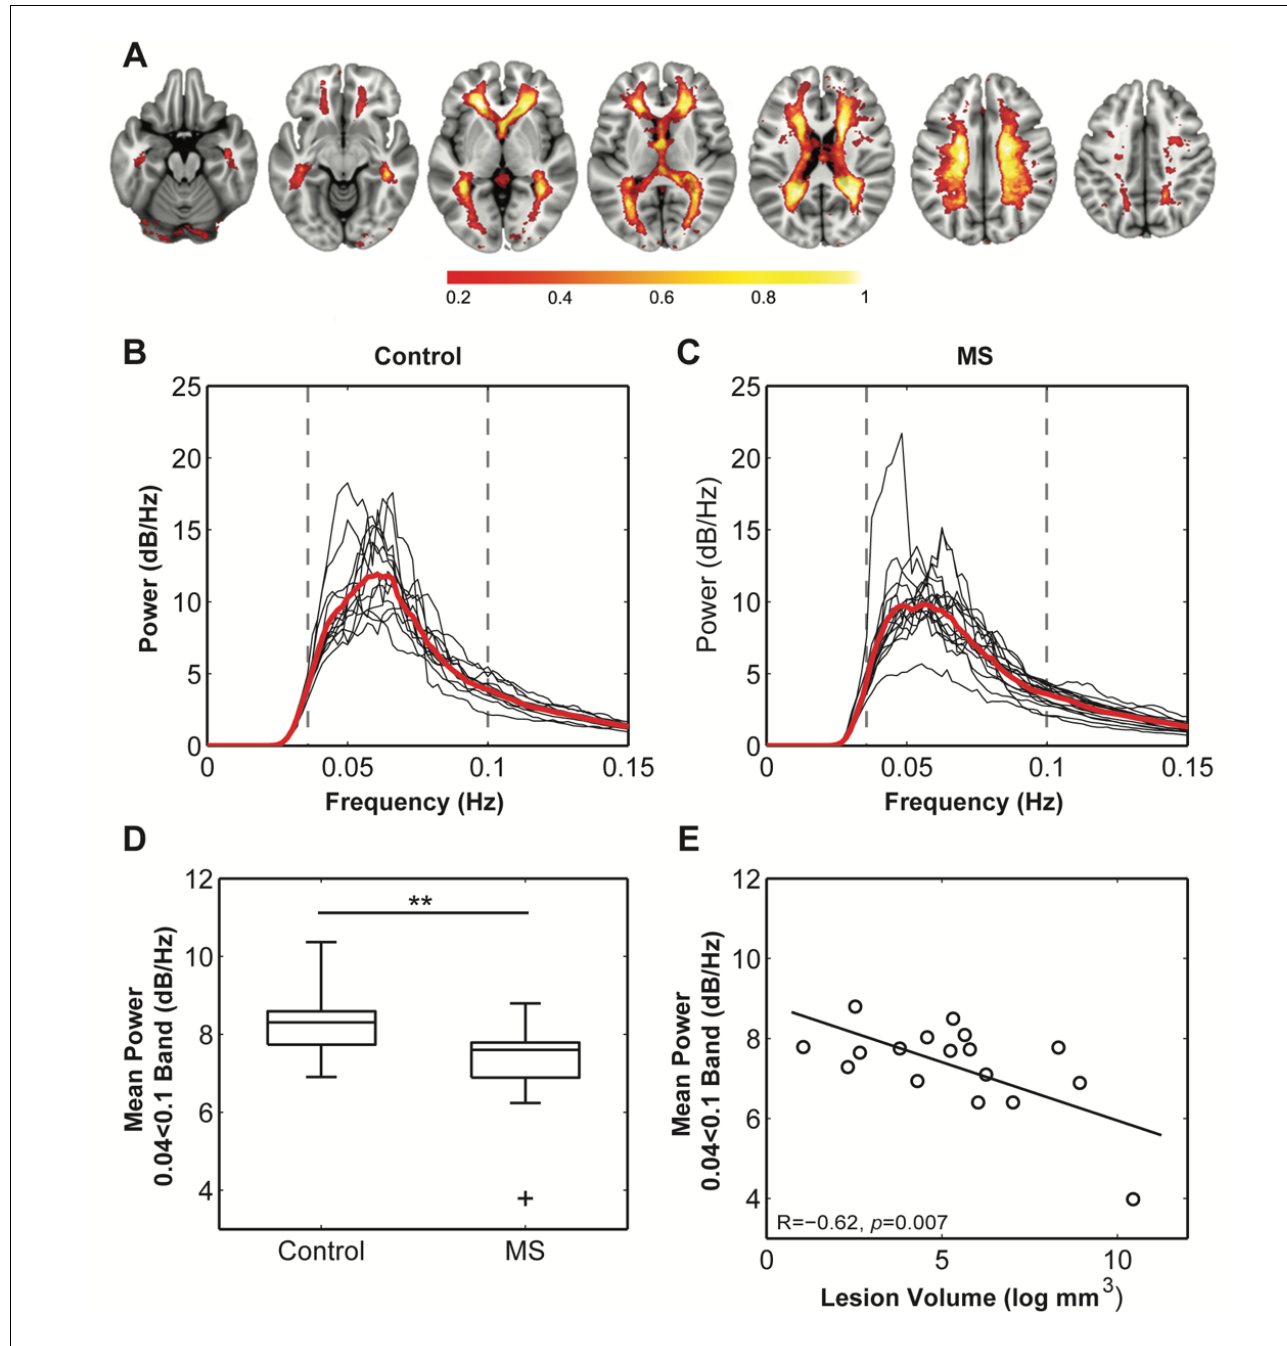 A
0.2 0.4 0.6 0.8 1
B Control
25
20
15
10
5
0
Power (dB/Hz)
0 0.05 0.1 0.15
Frequency (Hz)
C MS
25
20
15
10
5
0
Power (dB/Hz)
0 0.05 0.1 0.15
Frequency (Hz)
D
12
10
8
6
4
Mean Power
0.04<0.1 Band (dB/Hz)
**
+
Control MS
E
12
10
8
6
4
Mean Power
0.04<0.1 Band (dB/Hz)
R=−0.62, p=0.007
0 5 10
Lesion Volume (log mm³)